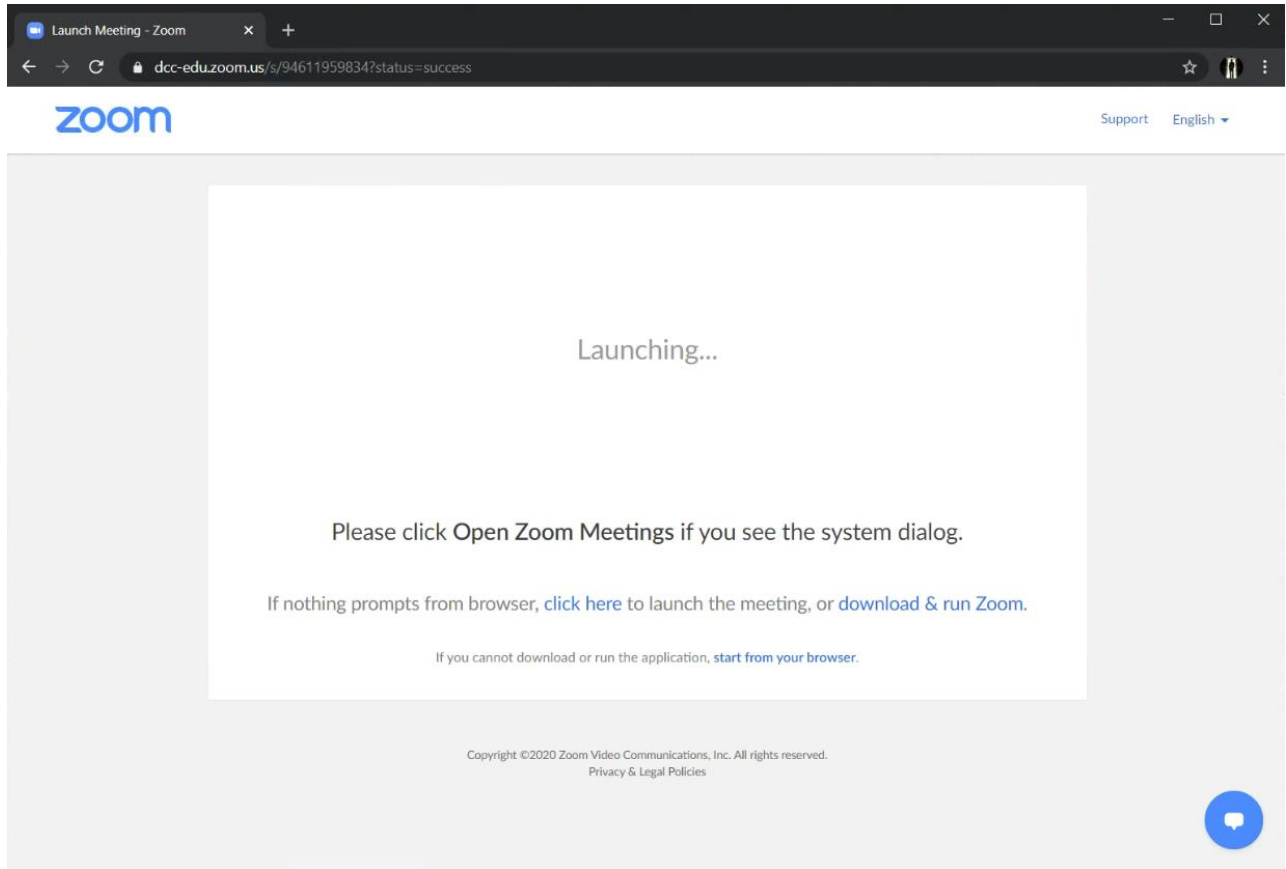 Launch Meeting - Zoom
dcc-edu.zoom.us/s/94611959834?status=success
zoom
Support English
Launching...
Please click Open Zoom Meetings if you see the system dialog.
If nothing prompts from browser, click here to launch the meeting, or download & run Zoom.
If you cannot download or run the application, start from your browser.
Copyright ©2020 Zoom Video Communications, Inc. All rights reserved.
Privacy & Legal Policies